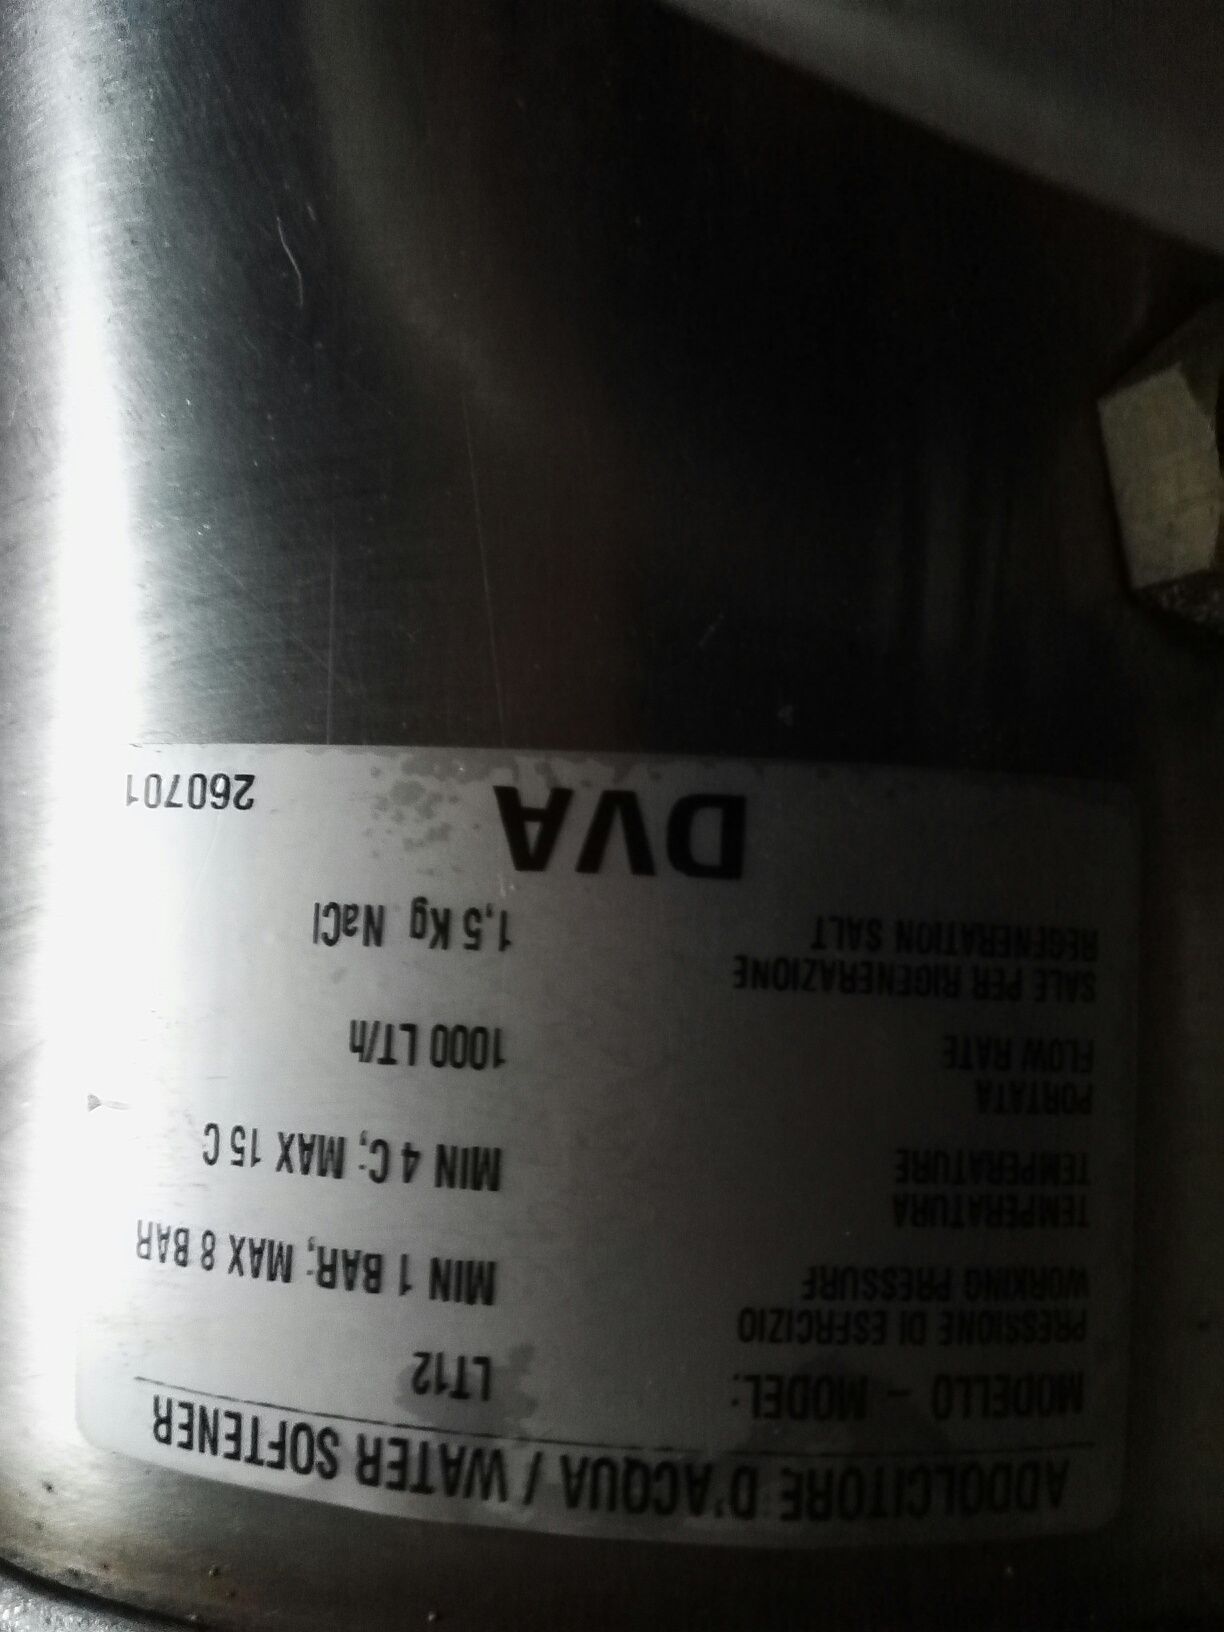 ADDOLCITORE D'ACQUA / WATER SOFTENER
MODELLO - MODEL: LT12
PRESSIONE DI ESERCIZIO
WORKING PRESSURE MIN 1 BAR; MAX 8 BAR
TEMPERATURA
TEMPERATURE MIN 4 C; MAX 15 C
PORTATA
FLOW RATE 1000 LT/h
SALE PER RIGENERAZIONE
REGENERATION SALT 1,5 Kg NaCl
DVA
260701